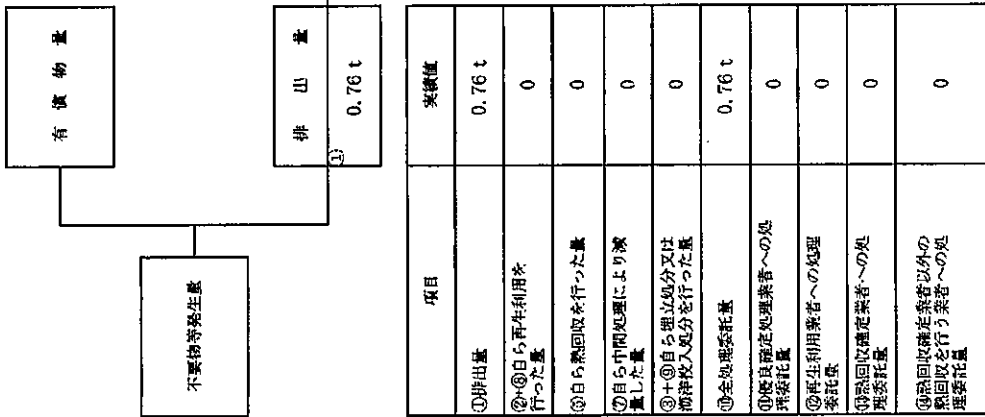 有償物量
不要物等発生量
排出量
①
0.76 t
項目
実績値
①排出量
0.76 t
②+⑧自ら再生利用を
行った量
0
⑤自ら熱回収を行った量
0
⑦自ら中間処理により減
量した量
0
③+⑨自ら埋立処分又は
海洋投入処分を行った量
0
⑩全処理委託量
0.76 t
⑪優良認定処理業者への処
理委託量
0
⑫再生利用業者への処理
委託量
0
⑬熱回収認定業者への処
理委託量
0
⑭熱回収認定業者以外の
熱回収を行う業者への処
理委託量
0